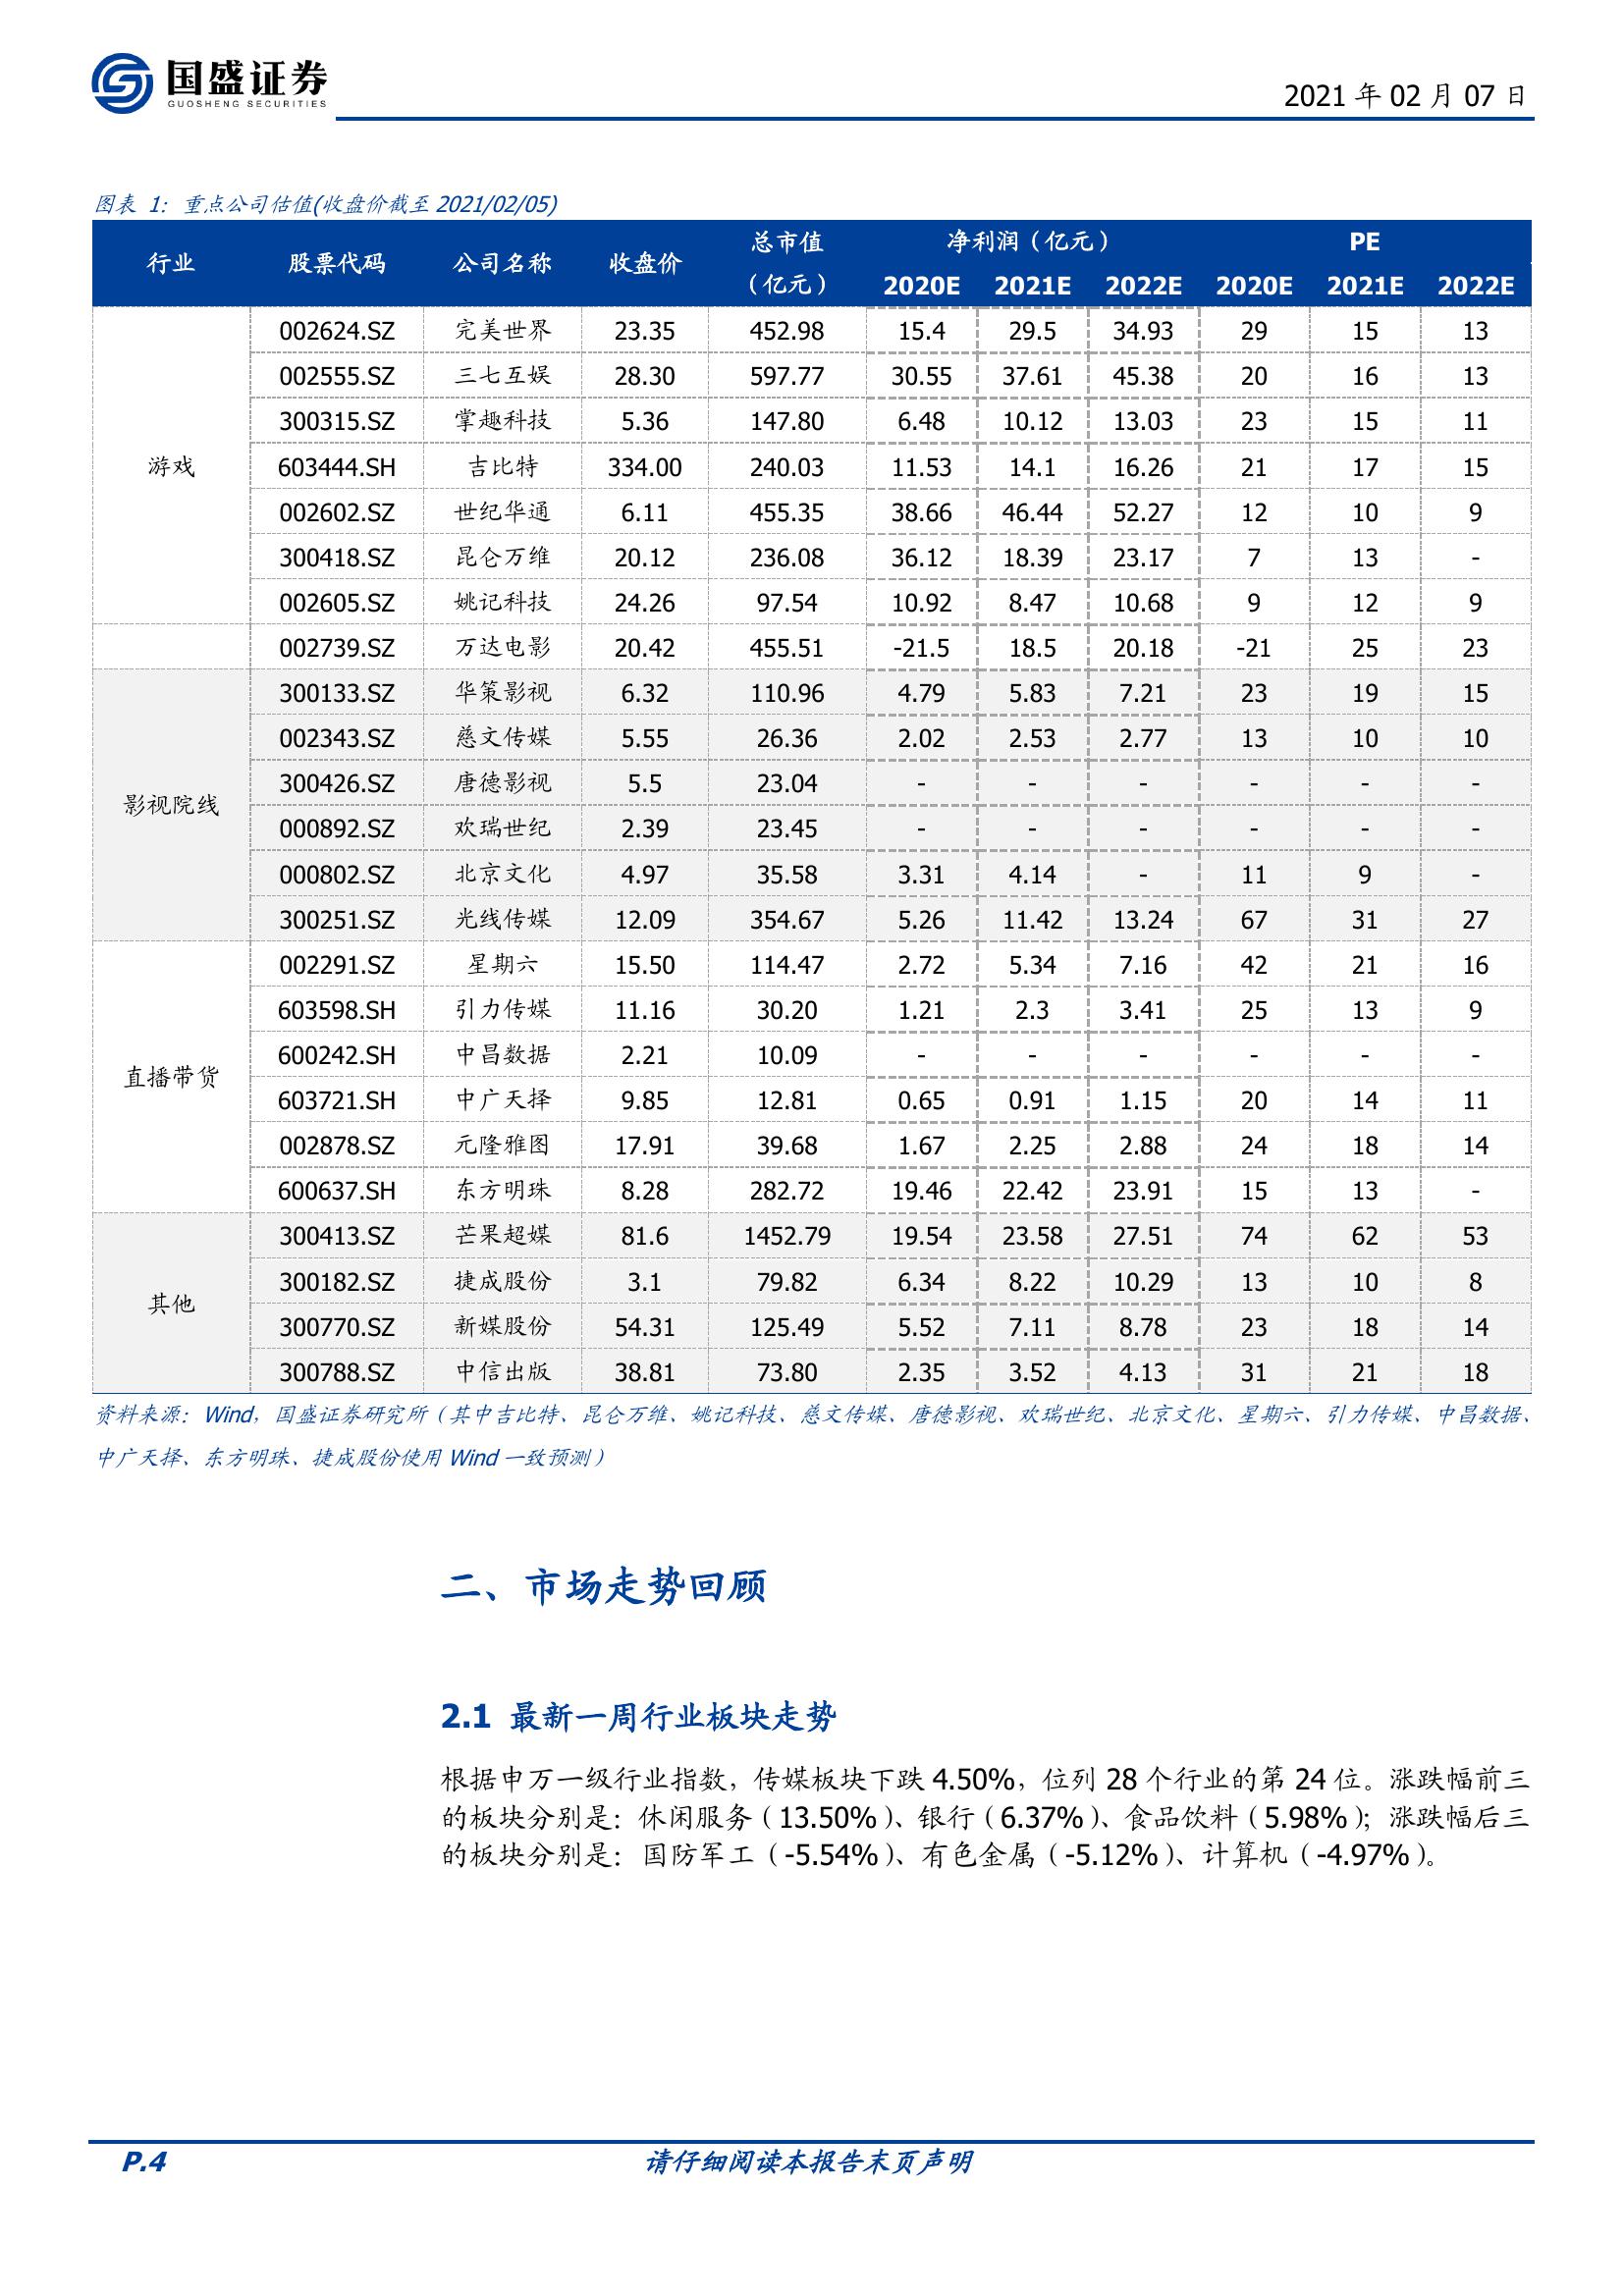 国盛证券
GUOSHENG SECURITIES
2021 年 02 月 07 日
图表 1：重点公司估值(收盘价截至 2021/02/05)
行业 股票代码 公司名称 收盘价 总市值（亿元） 净利润（亿元） PE
2020E 2021E 2022E 2020E 2021E 2022E
游戏
002624.SZ 完美世界 23.35 452.98 15.4 29.5 34.93 29 15 13
002555.SZ 三七互娱 28.30 597.77 30.55 37.61 45.38 20 16 13
300315.SZ 掌趣科技 5.36 147.80 6.48 10.12 13.03 23 15 11
603444.SH 吉比特 334.00 240.03 11.53 14.1 16.26 21 17 15
002602.SZ 世纪华通 6.11 455.35 38.66 46.44 52.27 12 10 9
300418.SZ 昆仑万维 20.12 236.08 36.12 18.39 23.17 7 13 -
002605.SZ 姚记科技 24.26 97.54 10.92 8.47 10.68 9 12 9
002739.SZ 万达电影 20.42 455.51 -21.5 18.5 20.18 -21 25 23
影视院线
300133.SZ 华策影视 6.32 110.96 4.79 5.83 7.21 23 19 15
002343.SZ 慈文传媒 5.55 26.36 2.02 2.53 2.77 13 10 10
300426.SZ 唐德影视 5.5 23.04 - - - - - -
000892.SZ 欢瑞世纪 2.39 23.45 - - - - - -
000802.SZ 北京文化 4.97 35.58 3.31 4.14 - 11 9 -
300251.SZ 光线传媒 12.09 354.67 5.26 11.42 13.24 67 31 27
直播带货
002291.SZ 星期六 15.50 114.47 2.72 5.34 7.16 42 21 16
603598.SH 引力传媒 11.16 30.20 1.21 2.3 3.41 25 13 9
600242.SH 中昌数据 2.21 10.09 - - - - - -
603721.SH 中广天择 9.85 12.81 0.65 0.91 1.15 20 14 11
002878.SZ 元隆雅图 17.91 39.68 1.67 2.25 2.88 24 18 14
600637.SH 东方明珠 8.28 282.72 19.46 22.42 23.91 15 13 -
其他
300413.SZ 芒果超媒 81.6 1452.79 19.54 23.58 27.51 74 62 53
300182.SZ 捷成股份 3.1 79.82 6.34 8.22 10.29 13 10 8
300770.SZ 新媒股份 54.31 125.49 5.52 7.11 8.78 23 18 14
300788.SZ 中信出版 38.81 73.80 2.35 3.52 4.13 31 21 18
资料来源：Wind，国盛证券研究所（其中吉比特、昆仑万维、姚记科技、慈文传媒、唐德影视、欢瑞世纪、北京文化、星期六、引力传媒、中昌数据、
中广天择、东方明珠、捷成股份使用 Wind 一致预测）
二、市场走势回顾
2.1 最新一周行业板块走势
根据申万一级行业指数，传媒板块下跌 4.50%，位列 28 个行业的第 24 位。涨跌幅前三
的板块分别是：休闲服务（13.50%）、银行（6.37%）、食品饮料（5.98%）；涨跌幅后三
的板块分别是：国防军工（-5.54%）、有色金属（-5.12%）、计算机（-4.97%）。
P.4
请仔细阅读本报告末页声明